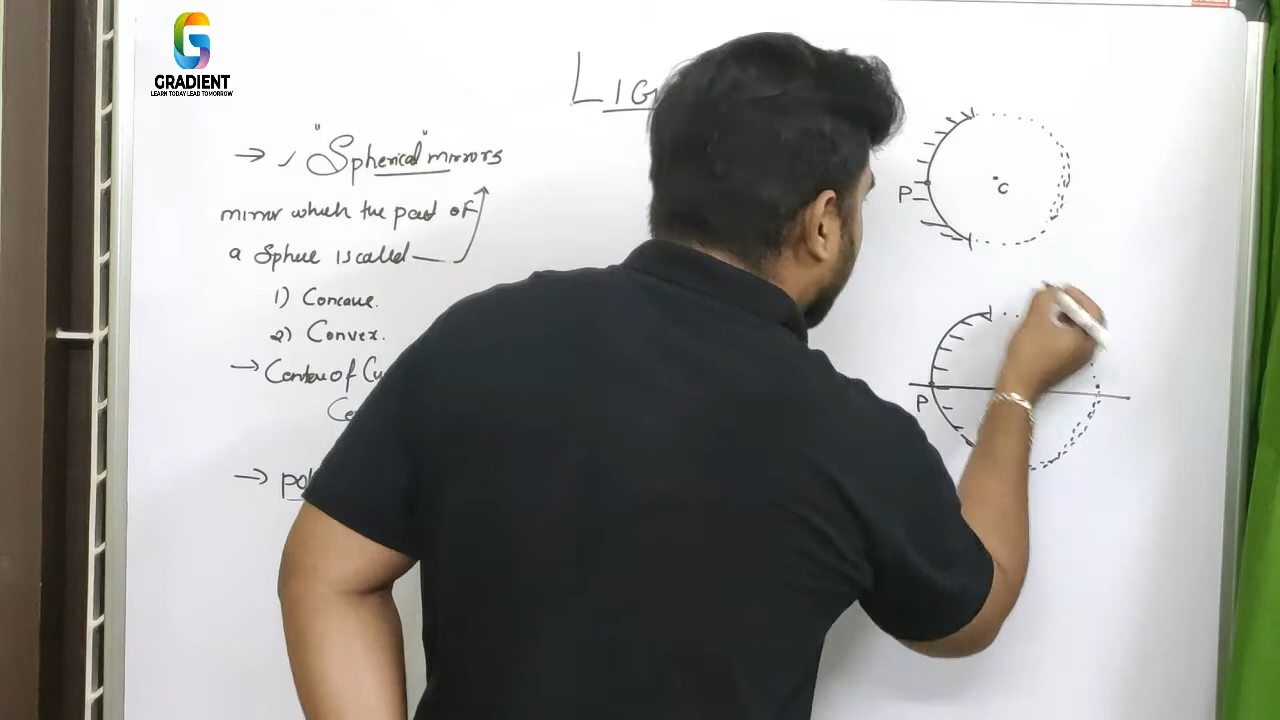 GRADIENT
LEARN TODAY LEAD TOMORROW
LIG
→ "Spherical" mirrors
mirror which the part of
a Sphere is called
1) Concave.
2) Convex.
→ Centre of Cu
Ce
→ pol
P
C
P